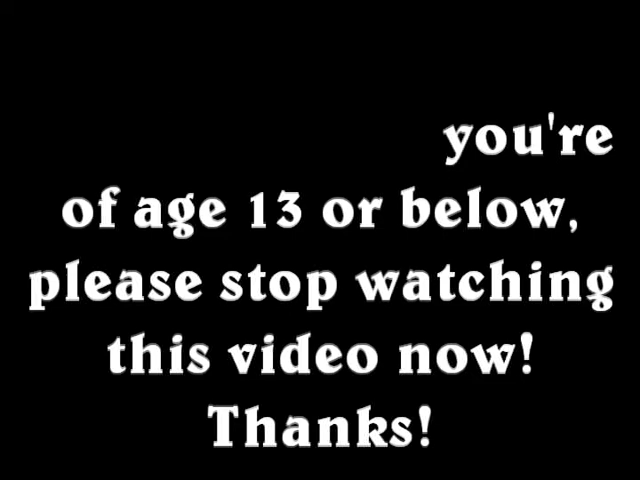 you're
of age 13 or below,
please stop watching
this video now!
Thanks!